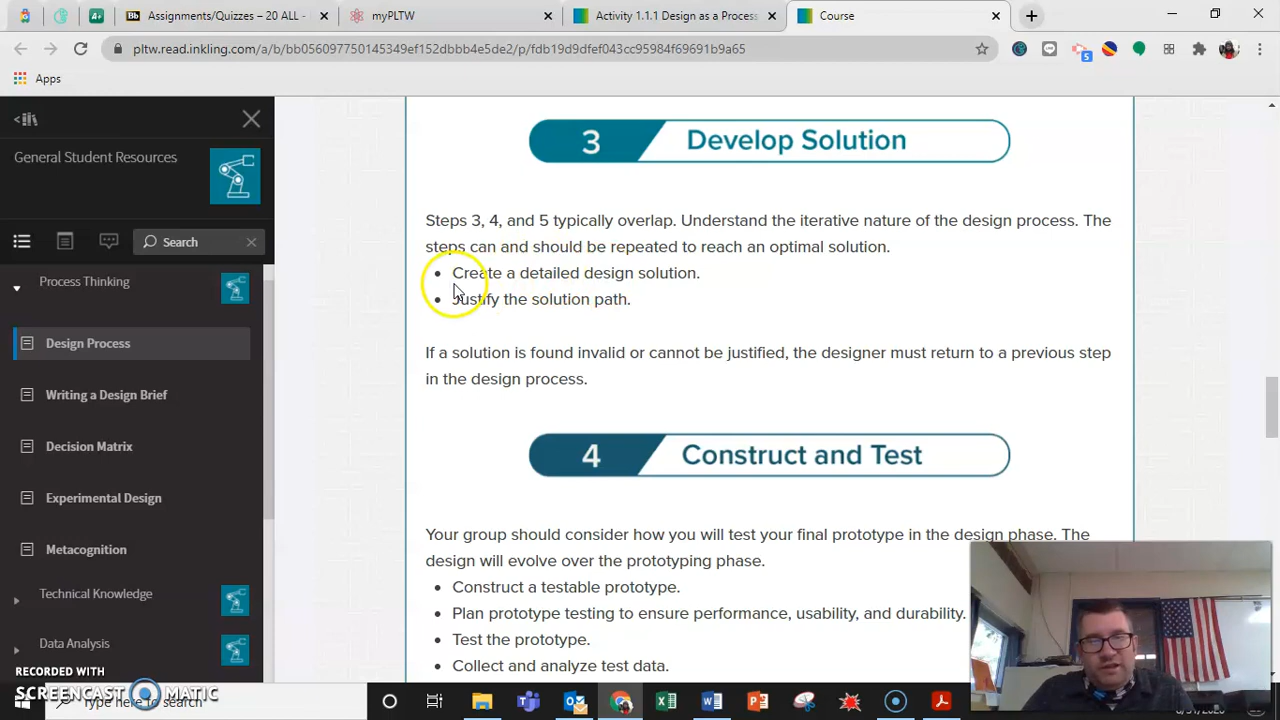 Assignments/Quizzes – 20 ALL -
myPLTW
Activity 1.1.1 Design as a Process
Course
pltw.read.inkling.com/a/b/bb056097750145349ef152dbbb4e5de2/p/fdb19d9dfef043cc95984f69691b9a65
Apps
General Student Resources
Search
Process Thinking
Design Process
Writing a Design Brief
Decision Matrix
Experimental Design
Metacognition
Technical Knowledge
Data Analysis
3 Develop Solution
Steps 3, 4, and 5 typically overlap. Understand the iterative nature of the design process. The
steps can and should be repeated to reach an optimal solution.
• Create a detailed design solution.
• Justify the solution path.
If a solution is found invalid or cannot be justified, the designer must return to a previous step
in the design process.
4 Construct and Test
Your group should consider how you will test your final prototype in the design phase. The
design will evolve over the prototyping phase.
• Construct a testable prototype.
• Plan prototype testing to ensure performance, usability, and durability.
• Test the prototype.
• Collect and analyze test data.
RECORDED WITH
SCREENCAST MATIC
Type here to search